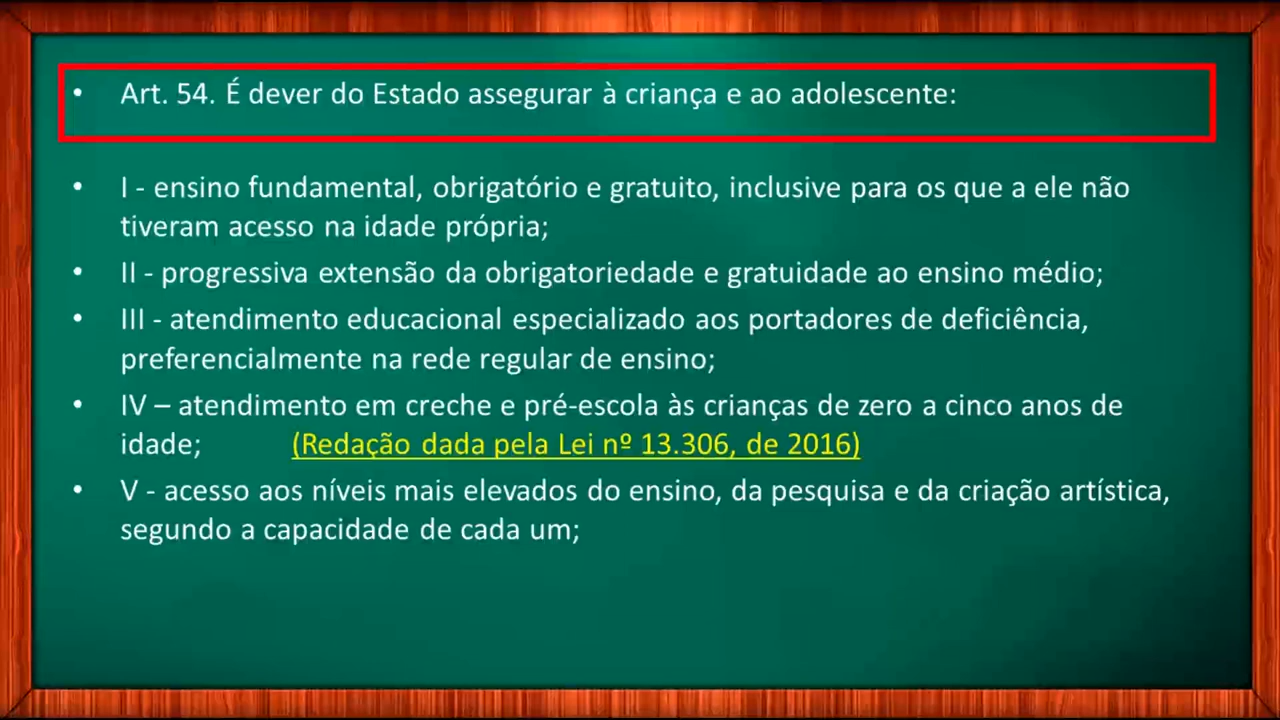 • Art. 54. É dever do Estado assegurar à criança e ao adolescente:
• I - ensino fundamental, obrigatório e gratuito, inclusive para os que a ele não
tiveram acesso na idade própria;
• II - progressiva extensão da obrigatoriedade e gratuidade ao ensino médio;
• III - atendimento educacional especializado aos portadores de deficiência,
preferencialmente na rede regular de ensino;
• IV – atendimento em creche e pré-escola às crianças de zero a cinco anos de
idade; (Redação dada pela Lei nº 13.306, de 2016)
• V - acesso aos níveis mais elevados do ensino, da pesquisa e da criação artística,
segundo a capacidade de cada um;